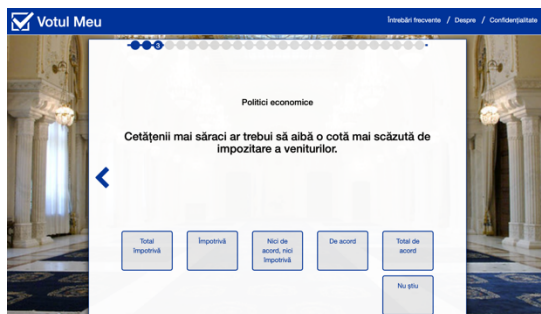 Votul Meu
Întrebări frecvente / Despre / Confidențialitate
3
Politici economice
Cetățenii mai săraci ar trebui să aibă o cotă mai scăzută de
impozitare a veniturilor.
Total
împotrivă
Împotrivă
Nici de
acord, nici
împotrivă
De acord
Total de
acord
Nu știu